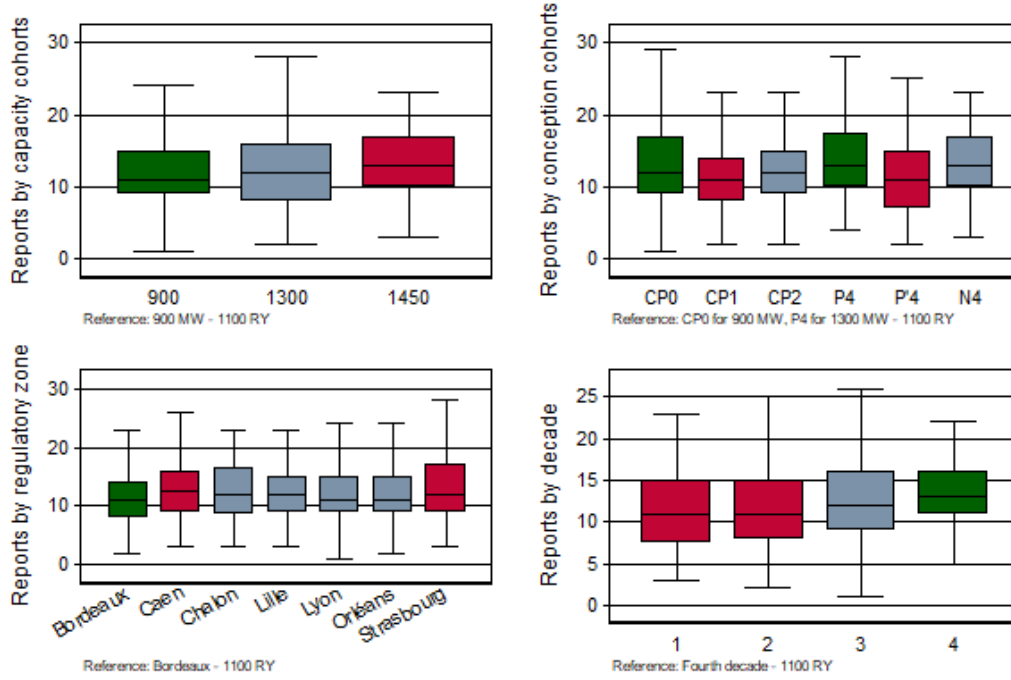 Reports by capacity cohorts
30
20
10
0
900 1300 1450
Reference: 900 MW - 1100 RY
Reports by conception cohorts
30
20
10
0
CP0 CP1 CP2 P4 P'4 N4
Reference: CP0 for 900 MW, P4 for 1300 MW - 1100 RY
Reports by regulatory zone
30
20
10
0
Bordeaux Caen Chalon Lille Lyon Orléans Strasbourg
Reference: Bordeaux - 1100 RY
Reports by decade
25
20
15
10
5
0
1 2 3 4
Reference: Fourth decade - 1100 RY